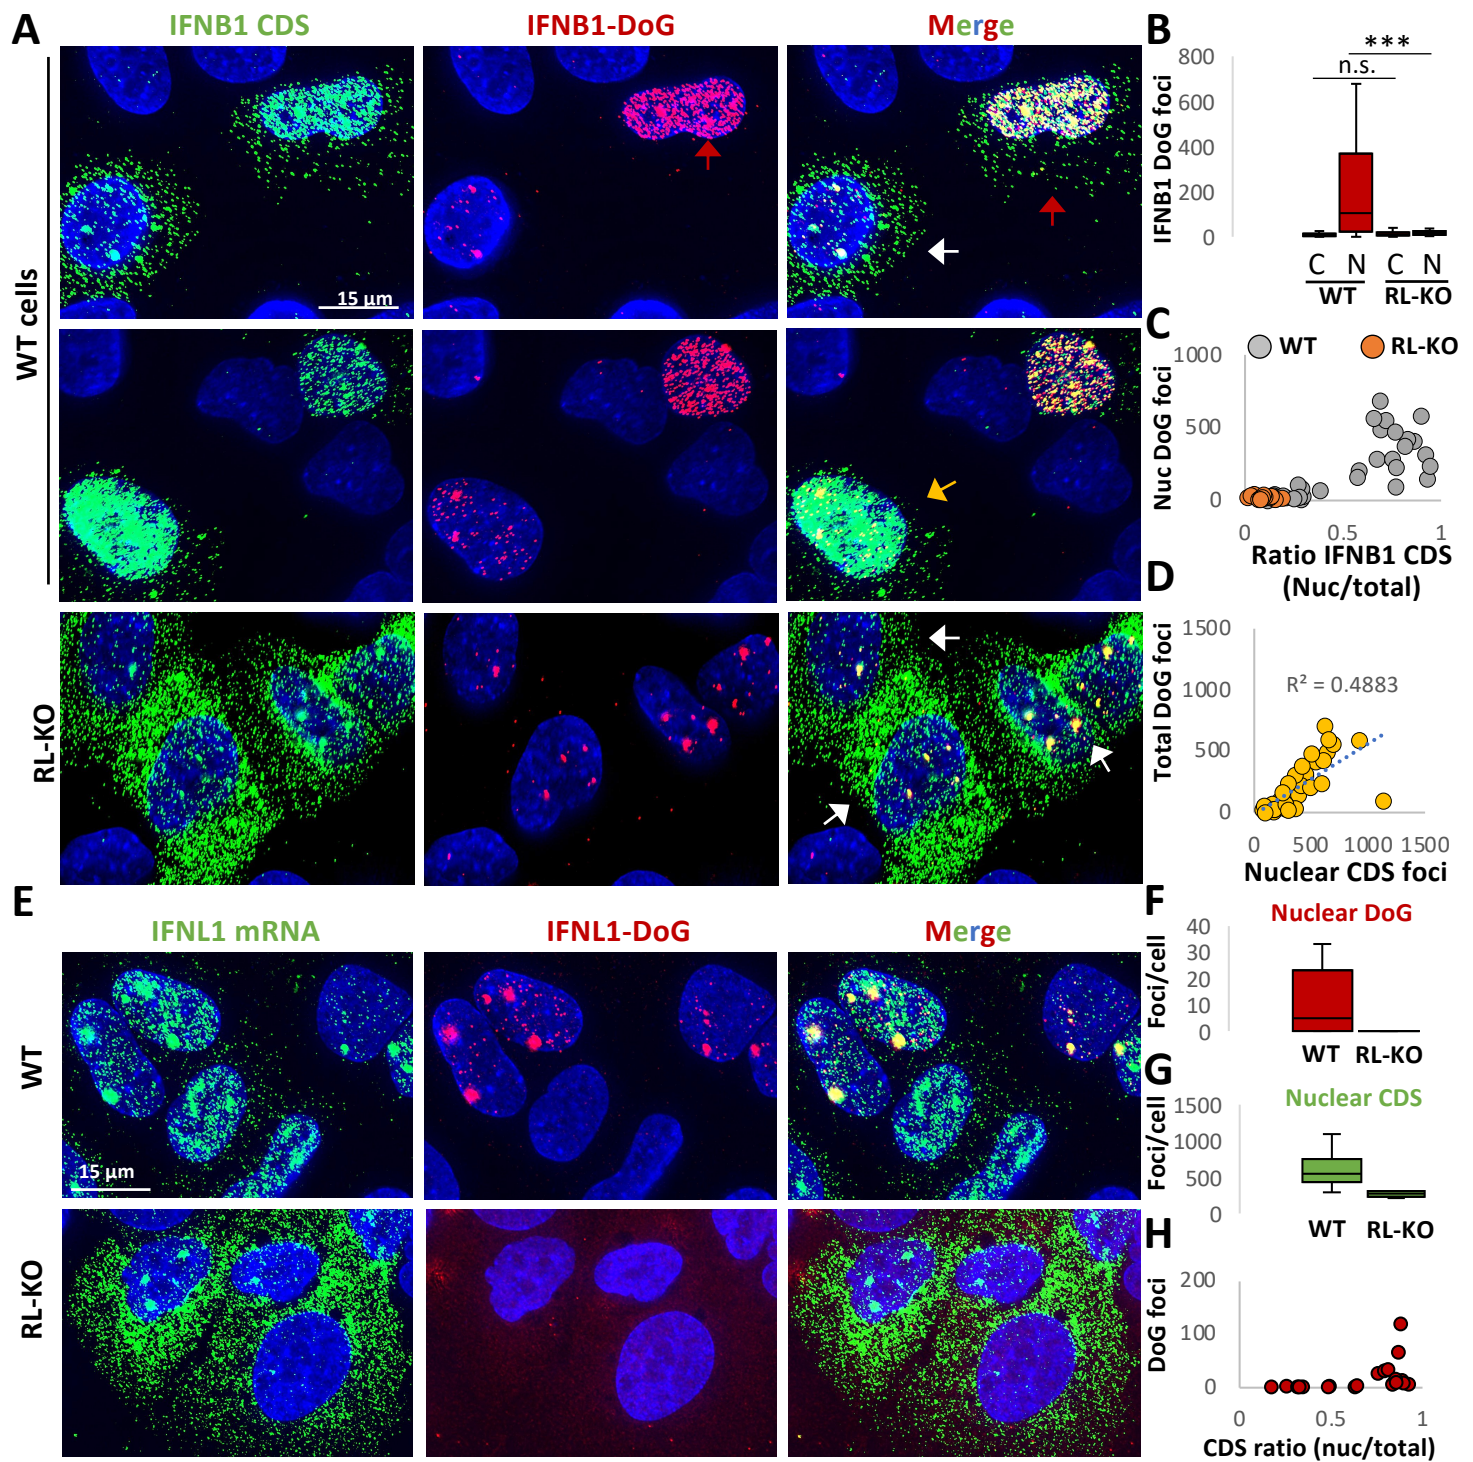 A
IFNB1 CDS
IFNB1-DoG
Merge
WT cells
15 µm
RL-KO
B
***
n.s.
IFNB1 DoG foci
800
600
400
200
0
C N C N
WT RL-KO
C
WT RL-KO
Nuc DoG foci
1000
500
0
0 0.5 1
Ratio IFNB1 CDS
(Nuc/total)
D
Total DoG foci
1500
1000
500
0
R² = 0.4883
0 500 1000 1500
Nuclear CDS foci
E
IFNL1 mRNA
IFNL1-DoG
Merge
WT
15 µm
RL-KO
F
Nuclear DoG
Foci/cell
40
30
20
10
0
WT RL-KO
G
Nuclear CDS
Foci/cell
1500
1000
500
0
WT RL-KO
H
DoG foci
200
100
0
0 0.5 1
CDS ratio (nuc/total)